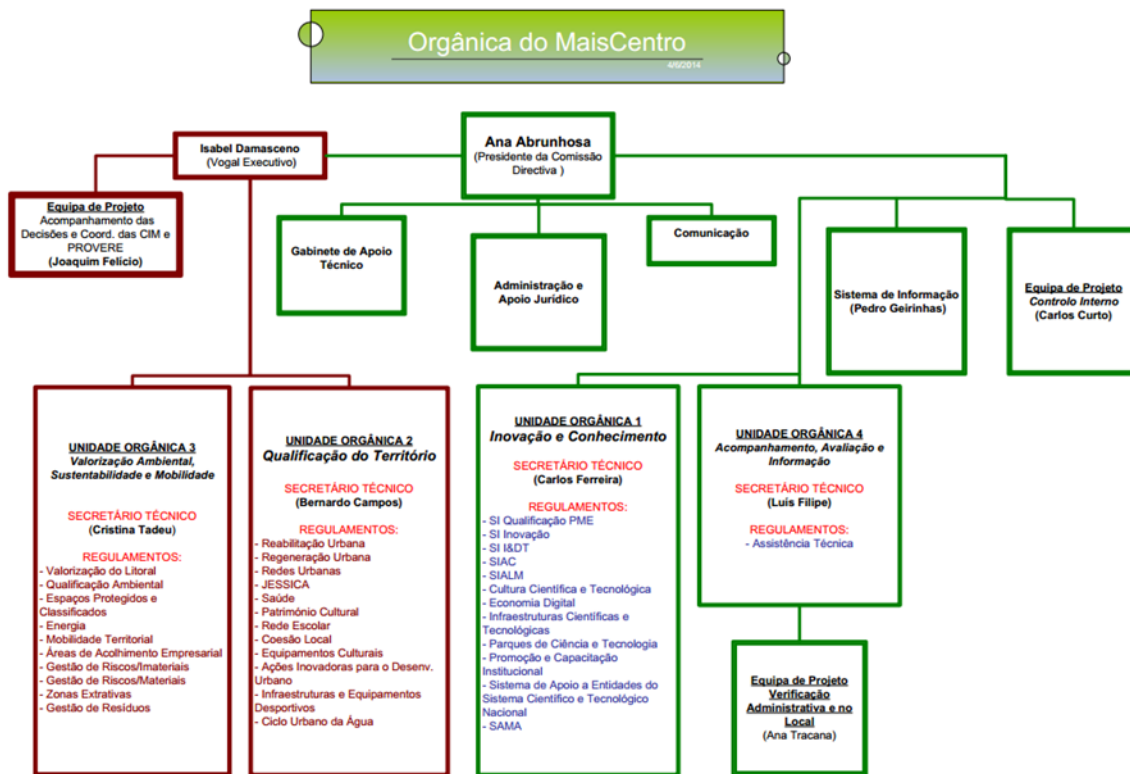 Orgânica do MaisCentro
4/6/2014
Isabel Damasceno
(Vogal Executivo)
Ana Abrunhosa
(Presidente da Comissão
Directiva )
Equipa de Projeto
Acompanhamento das
Decisões e Coord. das CIM e
PROVERE
(Joaquim Felício)
Gabinete de Apoio
Técnico
Administração e
Apoio Jurídico
Comunicação
Sistema de Informação
(Pedro Geirinhas)
Equipa de Projeto
Controlo Interno
(Carlos Curto)
UNIDADE ORGÂNICA 3
Valorização Ambiental,
Sustentabilidade e Mobilidade
SECRETÁRIO TÉCNICO
(Cristina Tadeu)
REGULAMENTOS:
- Valorização do Litoral
- Qualificação Ambiental
- Espaços Protegidos e
Classificados
- Energia
- Mobilidade Territorial
- Áreas de Acolhimento Empresarial
- Gestão de Riscos/Imateriais
- Gestão de Riscos/Materiais
- Zonas Extrativas
- Gestão de Resíduos
UNIDADE ORGÂNICA 2
Qualificação do Território
SECRETÁRIO TÉCNICO
(Bernardo Campos)
REGULAMENTOS:
- Reabilitação Urbana
- Regeneração Urbana
- Redes Urbanas
- JESSICA
- Saúde
- Património Cultural
- Rede Escolar
- Coesão Local
- Equipamentos Culturais
- Ações Inovadoras para o Desenv.
Urbano
- Infraestruturas e Equipamentos
Desportivos
- Ciclo Urbano da Água
UNIDADE ORGÂNICA 1
Inovação e Conhecimento
SECRETÁRIO TÉCNICO
(Carlos Ferreira)
REGULAMENTOS:
- SI Qualificação PME
- SI Inovação
- SI I&DT
- SIAC
- SIALM
- Cultura Científica e Tecnológica
- Economia Digital
- Infraestruturas Científicas e
Tecnológicas
- Parques de Ciência e Tecnologia
- Promoção e Capacitação
Institucional
- Sistema de Apoio a Entidades do
Sistema Científico e Tecnológico
Nacional
- SAMA
UNIDADE ORGÂNICA 4
Acompanhamento, Avaliação e
Informação
SECRETÁRIO TÉCNICO
(Luís Filipe)
REGULAMENTOS:
- Assistência Técnica
Equipa de Projeto
Verificação
Administrativa e no
Local
(Ana Tracana)